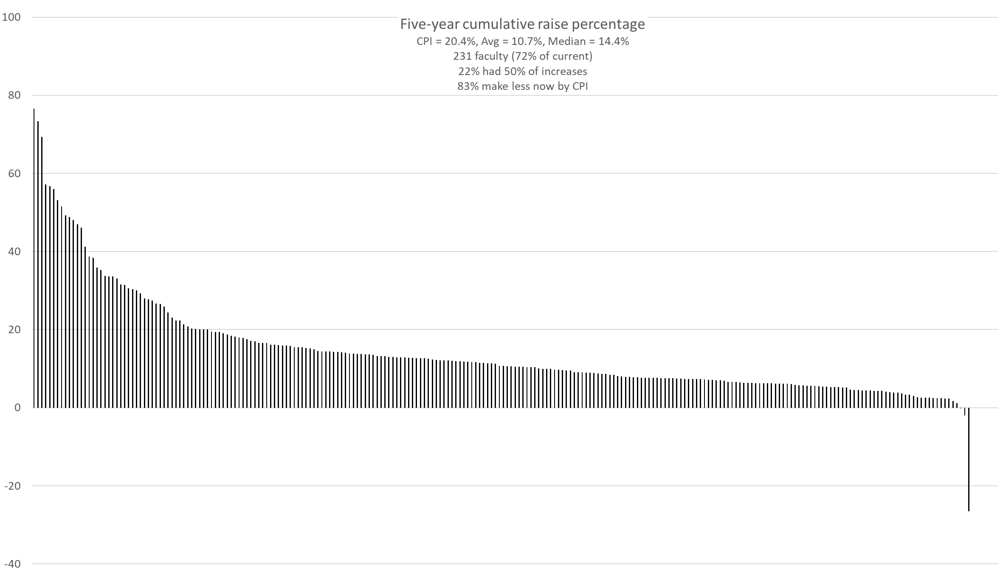 100
Five-year cumulative raise percentage
CPI = 20.4%, Avg = 10.7%, Median = 14.4%
231 faculty (72% of current)
22% had 50% of increases
83% make less now by CPI
80
60
40
20
0
-20
-40